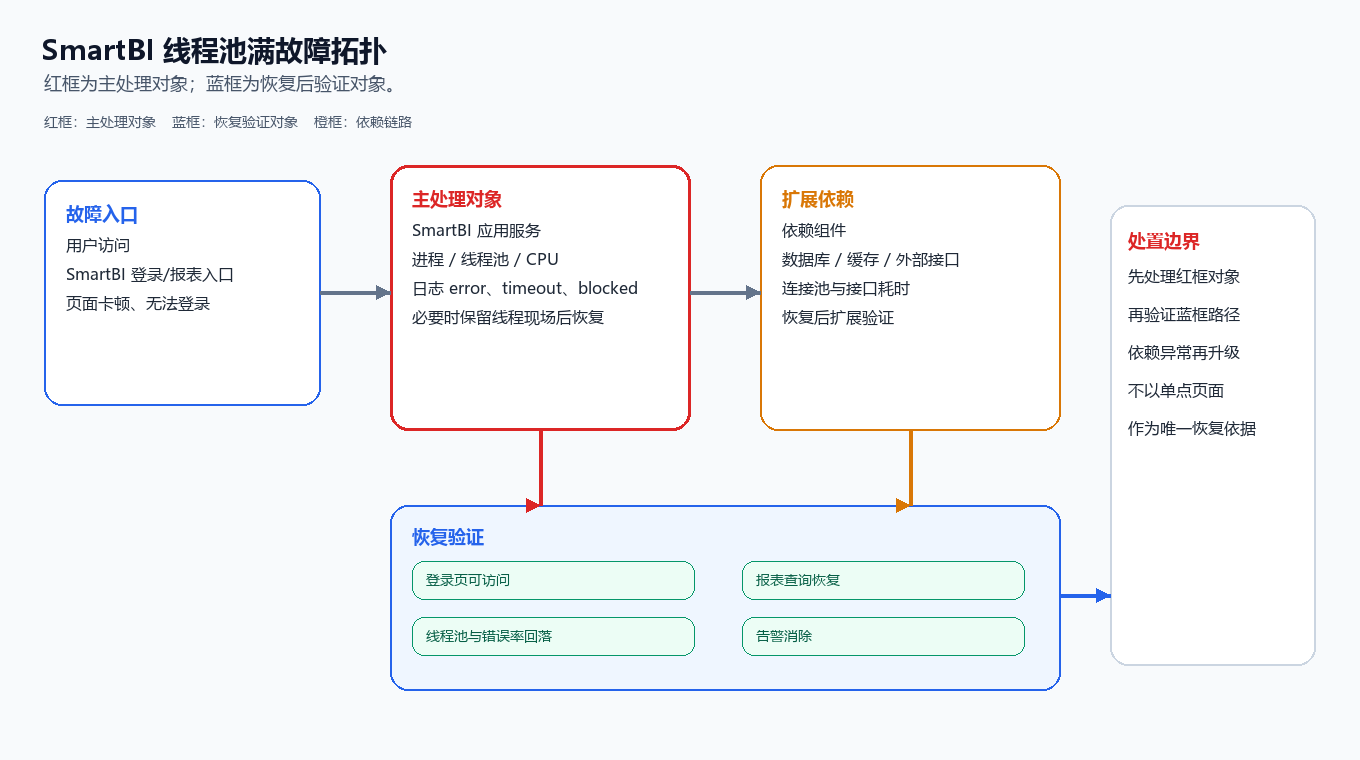 SmartBI 线程池满故障拓扑
红框为主处理对象；蓝框为恢复后验证对象。
红框：主处理对象 蓝框：恢复验证对象 橙框：依赖链路
故障入口
用户访问
SmartBI 登录/报表入口
页面卡顿、无法登录
主处理对象
SmartBI 应用服务
进程 / 线程池 / CPU
日志 error、timeout、blocked
必要时保留线程现场后恢复
扩展依赖
依赖组件
数据库 / 缓存 / 外部接口
连接池与接口耗时
恢复后扩展验证
处置边界
先处理红框对象
再验证蓝框路径
依赖异常再升级
不以单点页面
作为唯一恢复依据
恢复验证
登录页可访问
报表查询恢复
线程池与错误率回落
告警消除